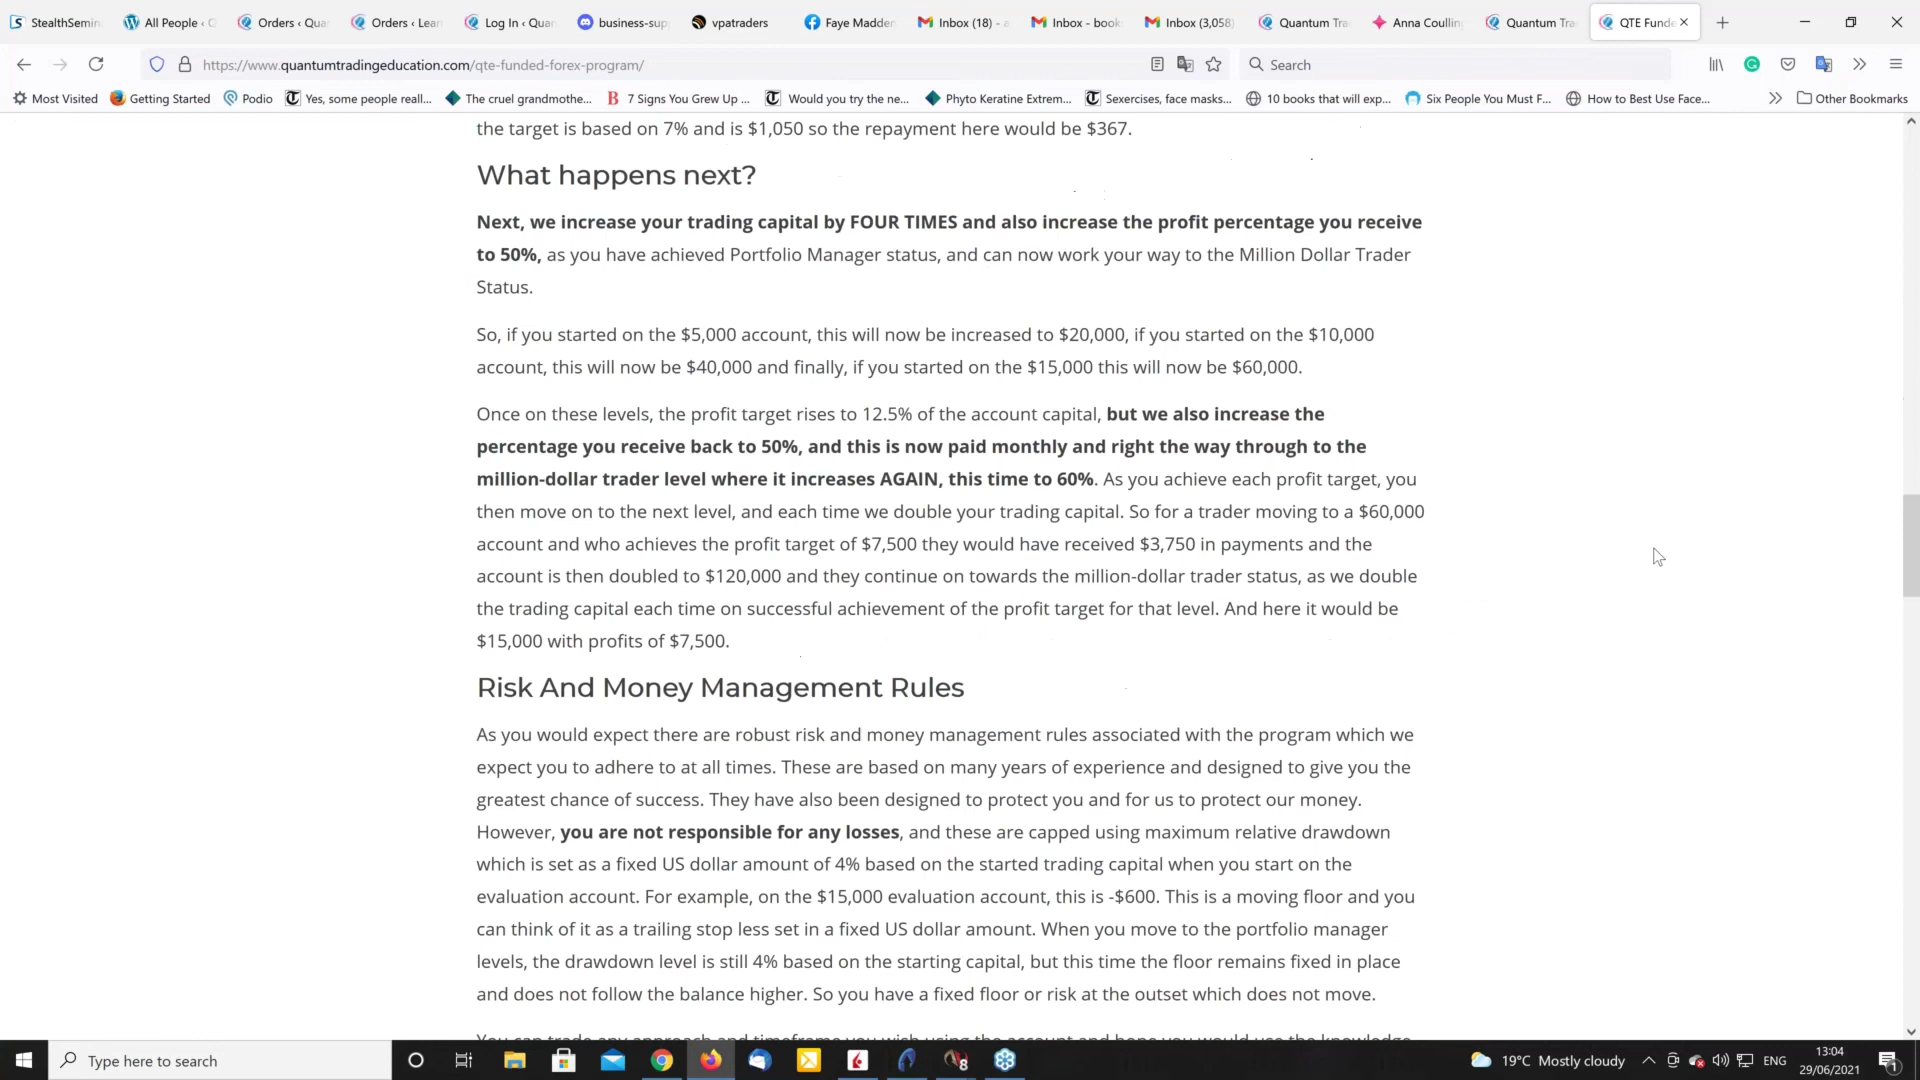 StealthSemin
All People ‹ Q
Orders ‹ Qua
Orders ‹ Lea
Log In ‹ Quan
business-sup
vpatraders
Faye Madden
Inbox (18) - a
Inbox - book
Inbox (3,058)
Quantum Tra
Anna Coulling
Quantum Tra
QTE Funde
https://www.quantumtradingeducation.com/qte-funded-forex-program/
Search
Most Visited
Getting Started
Podio
Yes, some people reall...
The cruel grandmothe...
7 Signs You Grew Up ...
Would you try the ne...
Phyto Keratine Extrem...
Sexercises, face masks...
10 books that will exp...
Six People You Must F...
How to Best Use Face...
Other Bookmarks
the target is based on 7% and is $1,050 so the repayment here would be $367.
What happens next?
Next, we increase your trading capital by FOUR TIMES and also increase the profit percentage you receive
to 50%, as you have achieved Portfolio Manager status, and can now work your way to the Million Dollar Trader
Status.
So, if you started on the $5,000 account, this will now be increased to $20,000, if you started on the $10,000
account, this will now be $40,000 and finally, if you started on the $15,000 this will now be $60,000.
Once on these levels, the profit target rises to 12.5% of the account capital, but we also increase the
percentage you receive back to 50%, and this is now paid monthly and right the way through to the
million-dollar trader level where it increases AGAIN, this time to 60%. As you achieve each profit target, you
then move on to the next level, and each time we double your trading capital. So for a trader moving to a $60,000
account and who achieves the profit target of $7,500 they would have received $3,750 in payments and the
account is then doubled to $120,000 and they continue on towards the million-dollar trader status, as we double
the trading capital each time on successful achievement of the profit target for that level. And here it would be
$15,000 with profits of $7,500.
Risk And Money Management Rules
As you would expect there are robust risk and money management rules associated with the program which we
expect you to adhere to at all times. These are based on many years of experience and designed to give you the
greatest chance of success. They have also been designed to protect you and for us to protect our money.
However, you are not responsible for any losses, and these are capped using maximum relative drawdown
which is set as a fixed US dollar amount of 4% based on the started trading capital when you start on the
evaluation account. For example, on the $15,000 evaluation account, this is -$600. This is a moving floor and you
can think of it as a trailing stop less set in a fixed US dollar amount. When you move to the portfolio manager
levels, the drawdown level is still 4% based on the starting capital, but this time the floor remains fixed in place
and does not follow the balance higher. So you have a fixed floor or risk at the outset which does not move.
You can trade any approach and timeframe you wish using the account and hope you would use the knowledge
Type here to search
19°C Mostly cloudy
ENG
13:04
29/06/2021